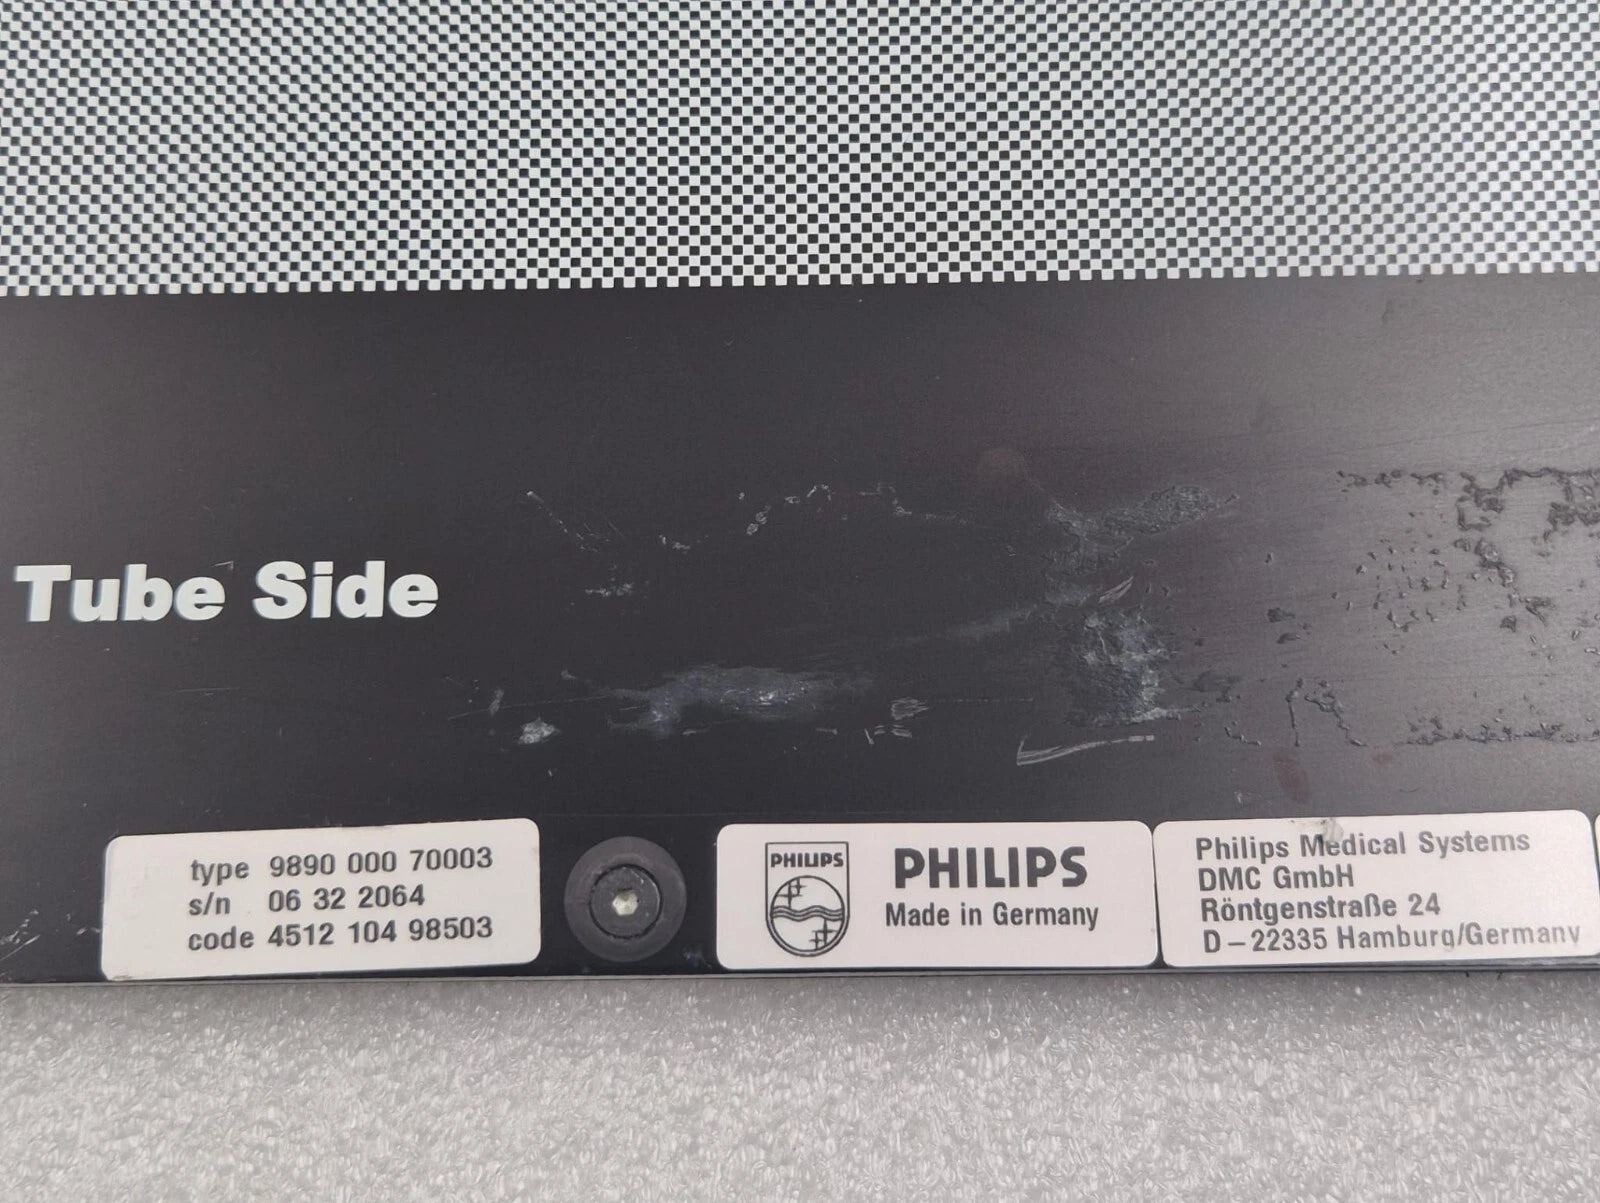 Tube Side
type 9890 000 70003
s/n 06 32 2064
code 4512 104 98503
PHILIPS
PHILIPS
Made in Germany
Philips Medical Systems
DMC GmbH
Röntgenstraße 24
D-22335 Hamburg/Germany